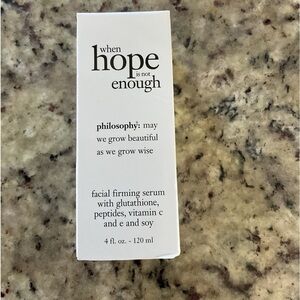 when
hope
is not
enough
philosophy: may
we grow beautiful
as we grow wise
facial firming serum
with glutathione,
peptides, vitamin c
and e and soy
4 fl. oz. - 120 ml